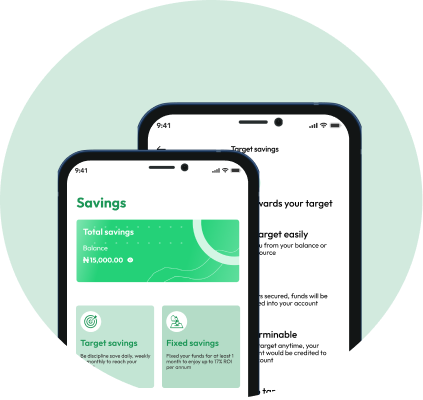 9:41
Savings
Total savings
Balance
₦15,000.00
Target savings
Be discipline save daily, weekly
monthly to reach your
Fixed savings
Fixed your funds for at least 1
month to enjoy up to 17% ROI
per annum
9:41
Target savings
wards your target
arget easily
u from your balance or
ource
rs secured, funds will be
ed into your account
rminable
arget anytime, your
nt would be credited to
ount